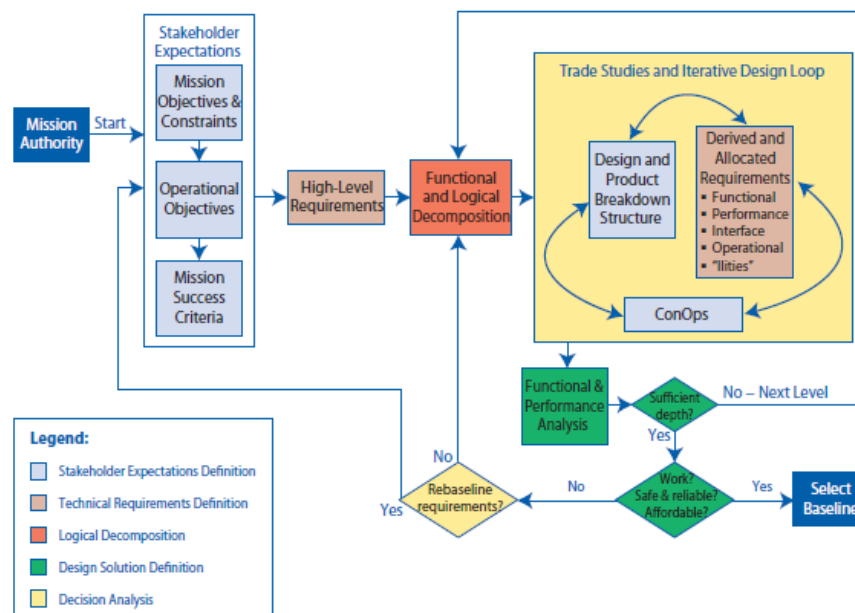 Stakeholder
Expectations
Mission
Objectives &
Constraints
Mission
Authority
Start
Operational
Objectives
Mission
Success
Criteria
High-Level
Requirements
Functional
and Logical
Decomposition
Trade Studies and Iterative Design Loop
Design and
Product
Breakdown
Structure
Derived and
Allocated
Requirements
▪ Functional
▪ Performance
▪ Interface
▪ Operational
▪ “Ilities”
ConOps
Functional &
Performance
Analysis
Sufficient
depth?
No – Next Level
Yes
Work?
Safe & reliable?
Affordable?
Yes
Select
Baseline
No
Rebaseline
requirements?
No
Yes
Legend:
Stakeholder Expectations Definition
Technical Requirements Definition
Logical Decomposition
Design Solution Definition
Decision Analysis